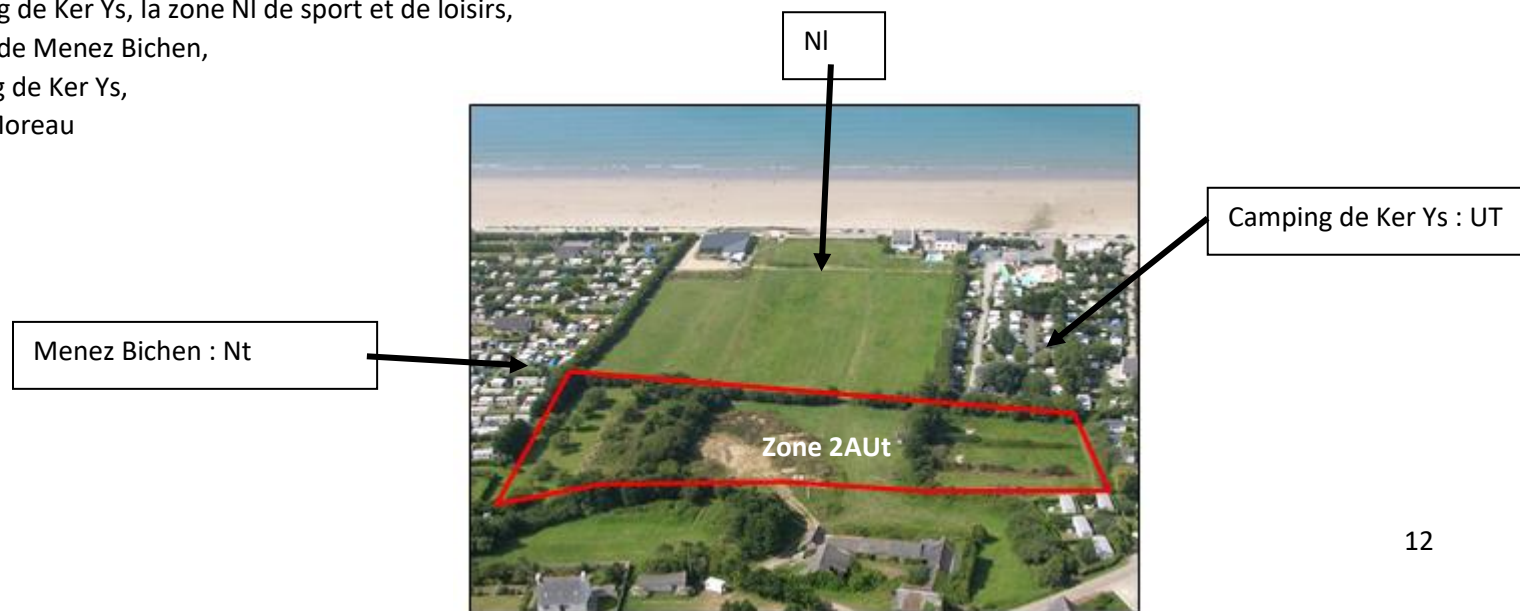 g de Ker Ys, la zone Nl de sport et de loisirs,
de Menez Bichen,
g de Ker Ys,
Nl
Camping de Ker Ys : UT
Menez Bichen : Nt
Zone 2AUt
12